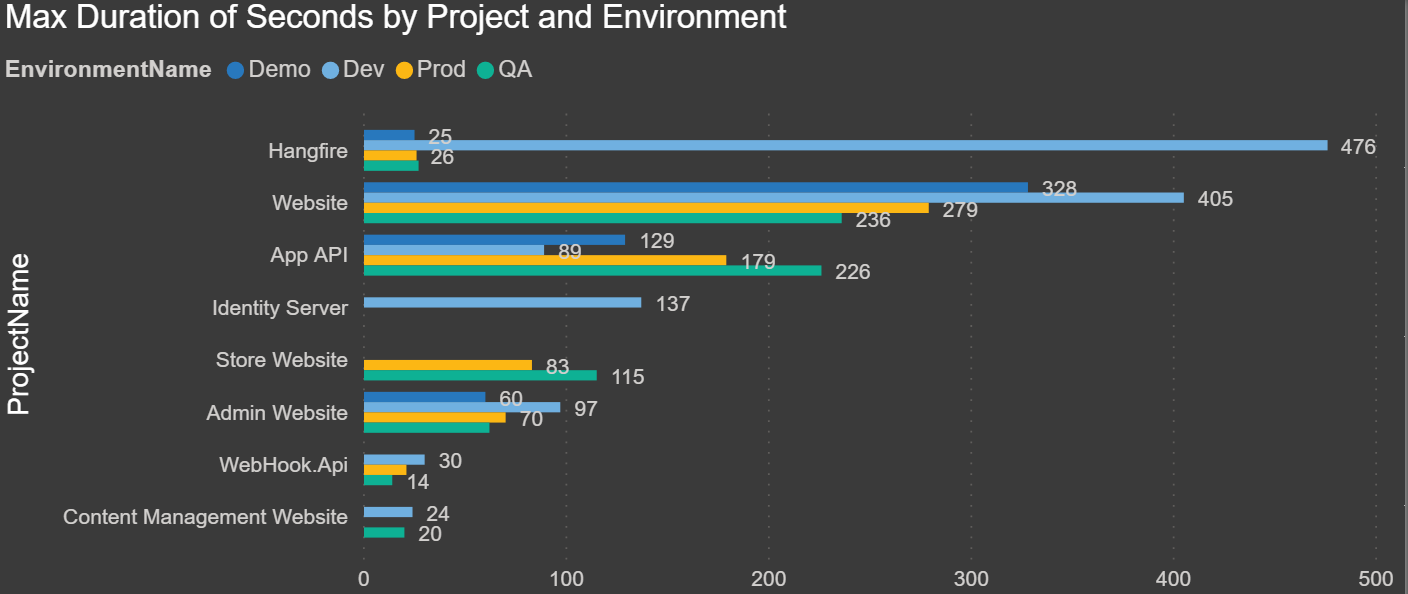 Max Duration of Seconds by Project and Environment
EnvironmentName Demo Dev Prod QA
ProjectName
Hangfire
25
476
26
Website
328
405
279
236
App API
129
89
179
226
Identity Server
137
Store Website
83
115
Admin Website
60
97
70
WebHook.Api
30
14
Content Management Website
24
20
0 100 200 300 400 500